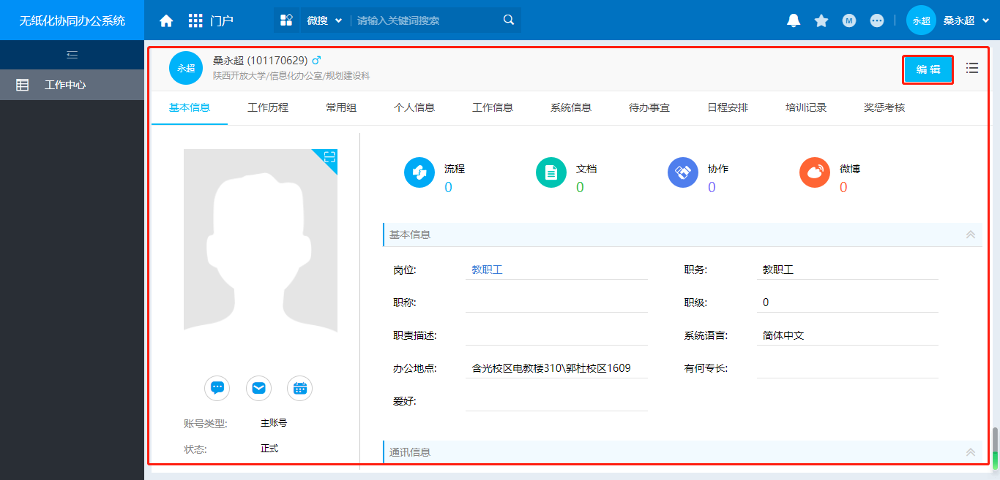 无纸化协同办公系统
门户
微搜
请输入关键词搜索
M
永超
桑永超
工作中心
永超
桑永超 (101170629)
陕西开放大学/信息化办公室/规划建设科
编 辑
基本信息 工作历程 常用组 个人信息 工作信息 系统信息 待办事宜 日程安排 培训记录 奖惩考核
流程
0
文档
0
协作
0
微博
0
基本信息
岗位: 教职工 职务: 教职工
职称: 职级: 0
职责描述: 系统语言: 简体中文
办公地点: 含光校区电教楼310\郭杜校区1609 有何专长:
爱好:
账号类型: 主账号
状态: 正式
通讯信息